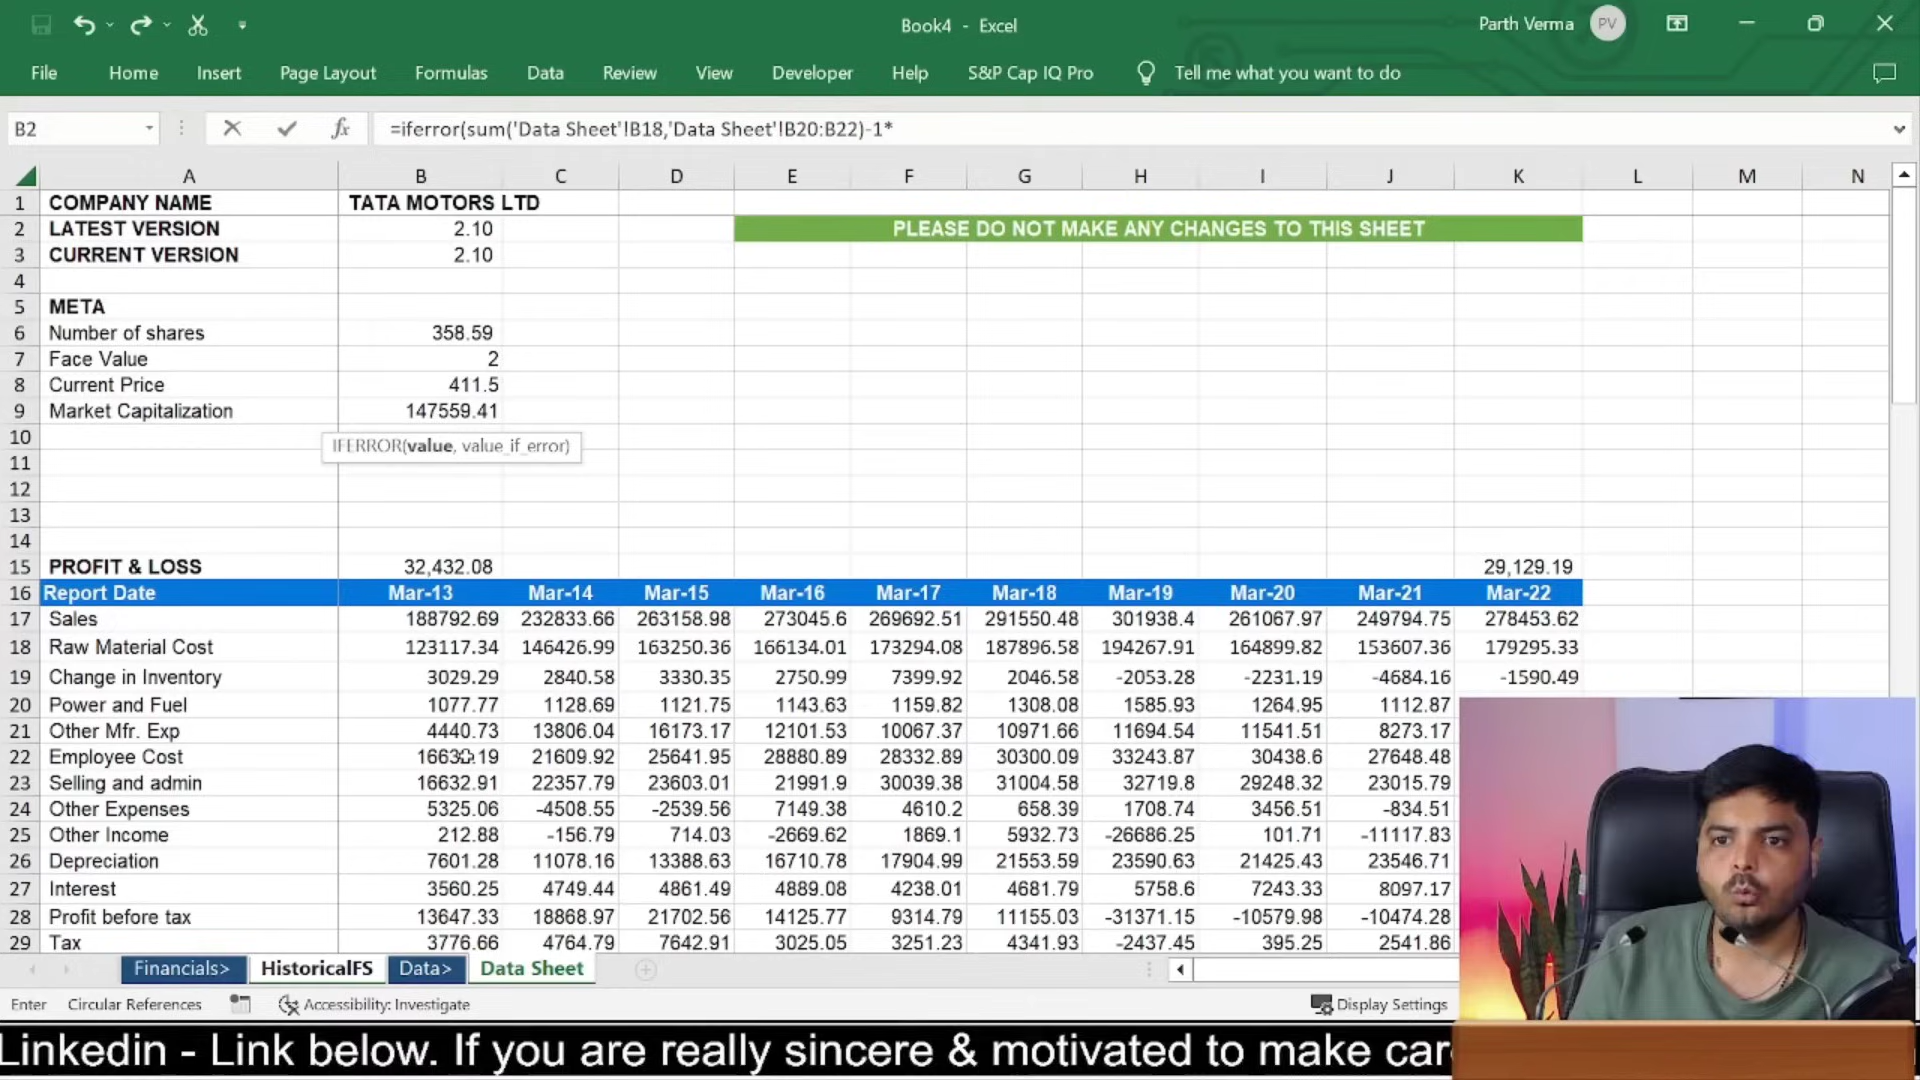 Book4 - Excel
Parth Verma PV
File Home Insert Page Layout Formulas Data Review View Developer Help S&P Cap IQ Pro Tell me what you want to do
B2 fx =iferror(sum('Data Sheet'!B18,'Data Sheet'!B20:B22)-1*
A B C D E F G H I J K L M N
1 COMPANY NAME TATA MOTORS LTD
2 LATEST VERSION 2.10 PLEASE DO NOT MAKE ANY CHANGES TO THIS SHEET
3 CURRENT VERSION 2.10
4
5 META
6 Number of shares 358.59
7 Face Value 2
8 Current Price 411.5
9 Market Capitalization 147559.41
10 IFERROR(value, value_if_error)
11
12
13
14
15 PROFIT & LOSS 32,432.08 29,129.19
16 Report Date Mar-13 Mar-14 Mar-15 Mar-16 Mar-17 Mar-18 Mar-19 Mar-20 Mar-21 Mar-22
17 Sales 188792.69 232833.66 263158.98 273045.6 269692.51 291550.48 301938.4 261067.97 249794.75 278453.62
18 Raw Material Cost 123117.34 146426.99 163250.36 166134.01 173294.08 187896.58 194267.91 164899.82 153607.36 179295.33
19 Change in Inventory 3029.29 2840.58 3330.35 2750.99 7399.92 2046.58 -2053.28 -2231.19 -4684.16 -1590.49
20 Power and Fuel 1077.77 1128.69 1121.75 1143.63 1159.82 1308.08 1585.93 1264.95 1112.87
21 Other Mfr. Exp 4440.73 13806.04 16173.17 12101.53 10067.37 10971.66 11694.54 11541.51 8273.17
22 Employee Cost 21609.92 25641.95 28880.89 28332.89 30300.09 33243.87 30438.6 27648.48
23 Selling and admin 16632.91 22357.79 23603.01 21991.9 30039.38 31004.58 32719.8 29248.32 23015.79
24 Other Expenses 5325.06 -4508.55 -2539.56 7149.38 4610.2 658.39 1708.74 3456.51 -834.51
25 Other Income 212.88 -156.79 714.03 -2669.62 1869.1 5932.73 -26686.25 101.71 -11117.83
26 Depreciation 7601.28 11078.16 13388.63 16710.78 17904.99 21553.59 23590.63 21425.43 23546.71
27 Interest 3560.25 4749.44 4861.49 4889.08 4238.01 4681.79 5758.6 7243.33 8097.17
28 Profit before tax 13647.33 18868.97 21702.56 14125.77 9314.79 11155.03 -31371.15 -10579.98 -10474.28
29 Tax 3776.66 4764.79 7642.91 3025.05 3251.23 4341.93 -2437.45 395.25 2541.86
Financials> HistoricalFS Data> Data Sheet
Enter Circular References Accessibility: Investigate Display Settings
Linkedin - Link below. If you are really sincere & motivated to make car